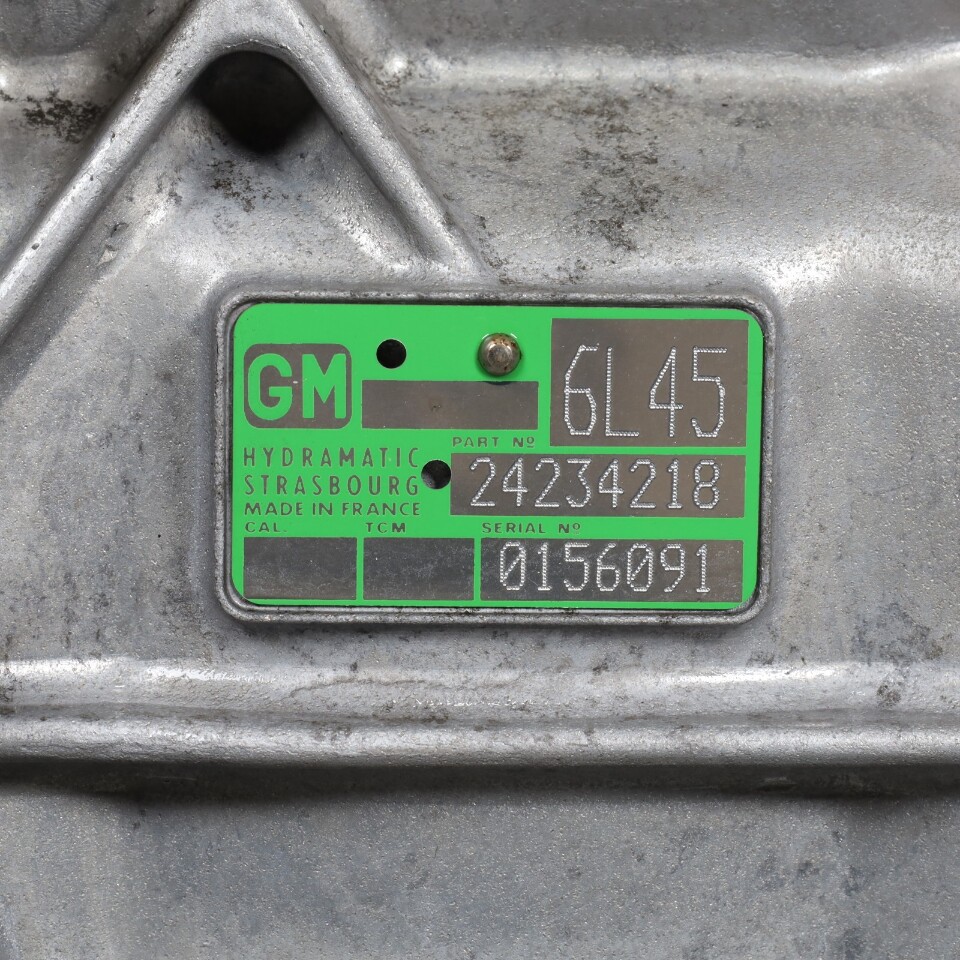 GM
6L45
PART Nº
HYDRAMATIC
STRASBOURG
24234218
MADE IN FRANCE
CAL. TCM SERIAL Nº
0156091